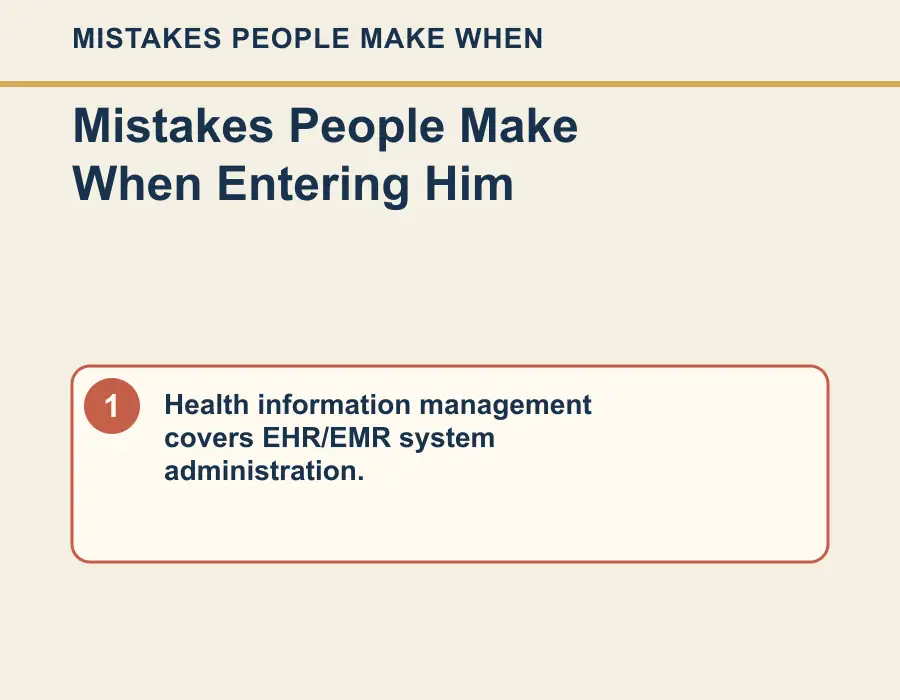 MISTAKES PEOPLE MAKE WHEN
Mistakes People Make
When Entering Him
1
Health information management
covers EHR/EMR system
administration.